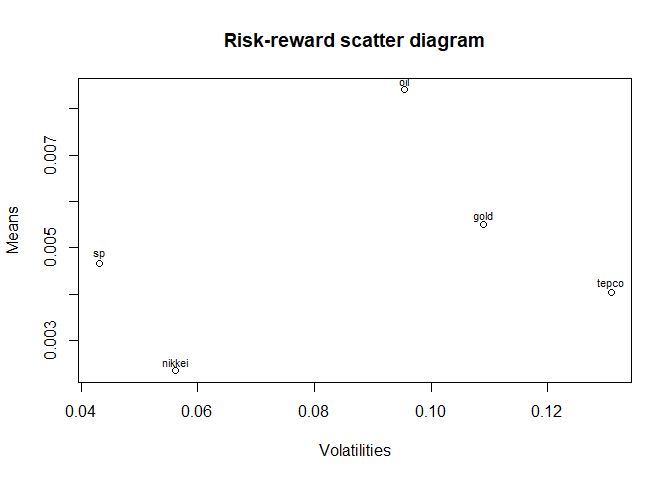 Risk-reward scatter diagram
oil
0.007
gold
Means
0.005
sp
tepco
0.003
nikkei
0.04 0.06 0.08 0.10 0.12
Volatilities